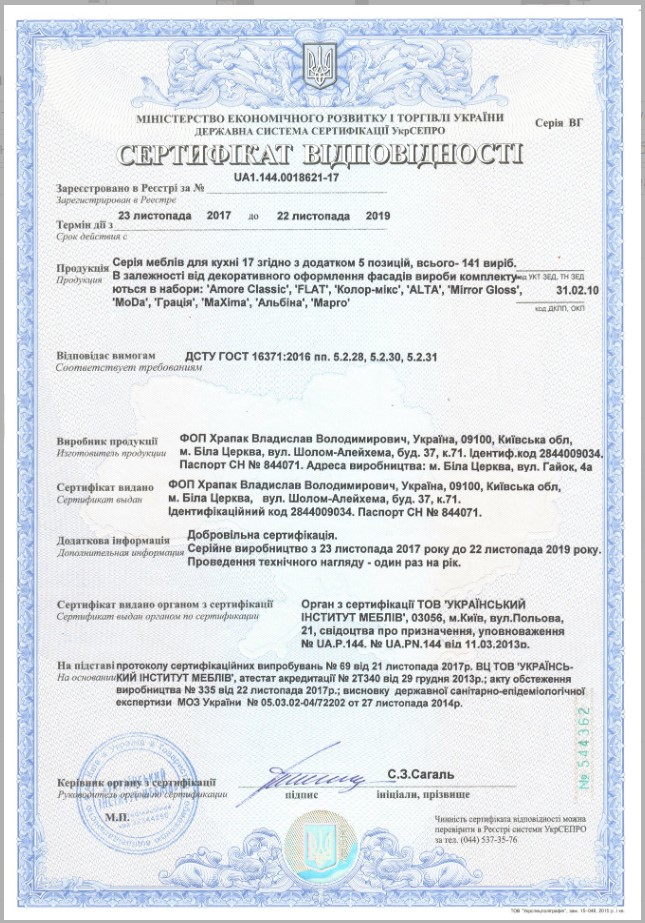 МІНІСТЕРСТВО ЕКОНОМІЧНОГО РОЗВИТКУ І ТОРГІВЛІ УКРАЇНИ
ДЕРЖАВНА СИСТЕМА СЕРТИФІКАЦІЇ УкрСЕПРО
Серія ВГ
СЕРТИФІКАТ ВІДПОВІДНОСТІ
UA1.144.0018621-17
Зареєстровано в Реєстрі за №
Зарегистрирован в Реестре
23 листопада 2017 до 22 листопада 2019
Термін дії з
Срок действия с
Продукція
Продукция
Серія меблів для кухні 17 згідно з додатком 5 позицій, всього- 141 виріб.
В залежності від декоративного оформлення фасадів вироби комплекту-
ються в набори: 'Amore Classic', 'FLAT', 'Колор-мікс', 'ALTA', 'Mirror Gloss',
'MoDa', 'Грація', 'MaXima', 'Альбіна', 'Марго'
код УКТ ЗЕД, ТН ЗЕД
31.02.10
код ДКПП, ОКП
Відповідає вимогам
Соответствует требованиям
ДСТУ ГОСТ 16371:2016 пп. 5.2.28, 5.2.30, 5.2.31
Виробник продукції
Изготовитель продукции
ФОП Храпак Владислав Володимирович, Україна, 09100, Київська обл,
м. Біла Церква, вул. Шолом-Алейхема, буд. 37, к.71. Ідентиф.код 2844009034.
Паспорт СН № 844071. Адреса виробництва: м. Біла Церква, вул. Гайок, 4а
Сертифікат видано
Сертификат выдан
ФОП Храпак Владислав Володимирович, Україна, 09100, Київська обл,
м. Біла Церква, вул. Шолом-Алейхема, буд. 37, к.71.
Ідентифікаційний код 2844009034. Паспорт СН № 844071.
Додаткова інформація
Дополнительная информация
Добровільна сертифікація.
Серійне виробництво з 23 листопада 2017 року до 22 листопада 2019 року.
Проведення технічного нагляду - один раз на рік.
Сертифікат видано органом з сертифікації
Сертификат выдан органом по сертификации
Орган з сертифікації ТОВ 'УКРАЇНСЬКИЙ
ІНСТИТУТ МЕБЛІВ', 03056, м.Київ, вул.Польова,
21, свідоцтва про призначення, уповноваження
№ UA.P.144. № UA.PN.144 від 11.03.2013р.
На підставі
На основании
протоколу сертифікаційних випробувань № 69 від 21 листопада 2017р. ВЦ ТОВ 'УКРАЇНСЬ-
КИЙ ІНСТИТУТ МЕБЛІВ', атестат акредитації № 2Т340 від 29 грудня 2013р.; акту обстеження
виробництва № 335 від 22 листопада 2017р.; висновку державної санітарно-епідеміологічної
експертизи МОЗ України № 05.03.02-04/72202 от 27 листопада 2014р.
№ 544362
Керівник органу з сертифікації
Руководитель органа по сертификации
М.П.
підпис
С.З.Сагаль
ініціали, прізвище
Чинність сертифіката відповідності можна
перевірити в Реєстрі системи УкрСЕПРО
за тел. (044) 537-35-76